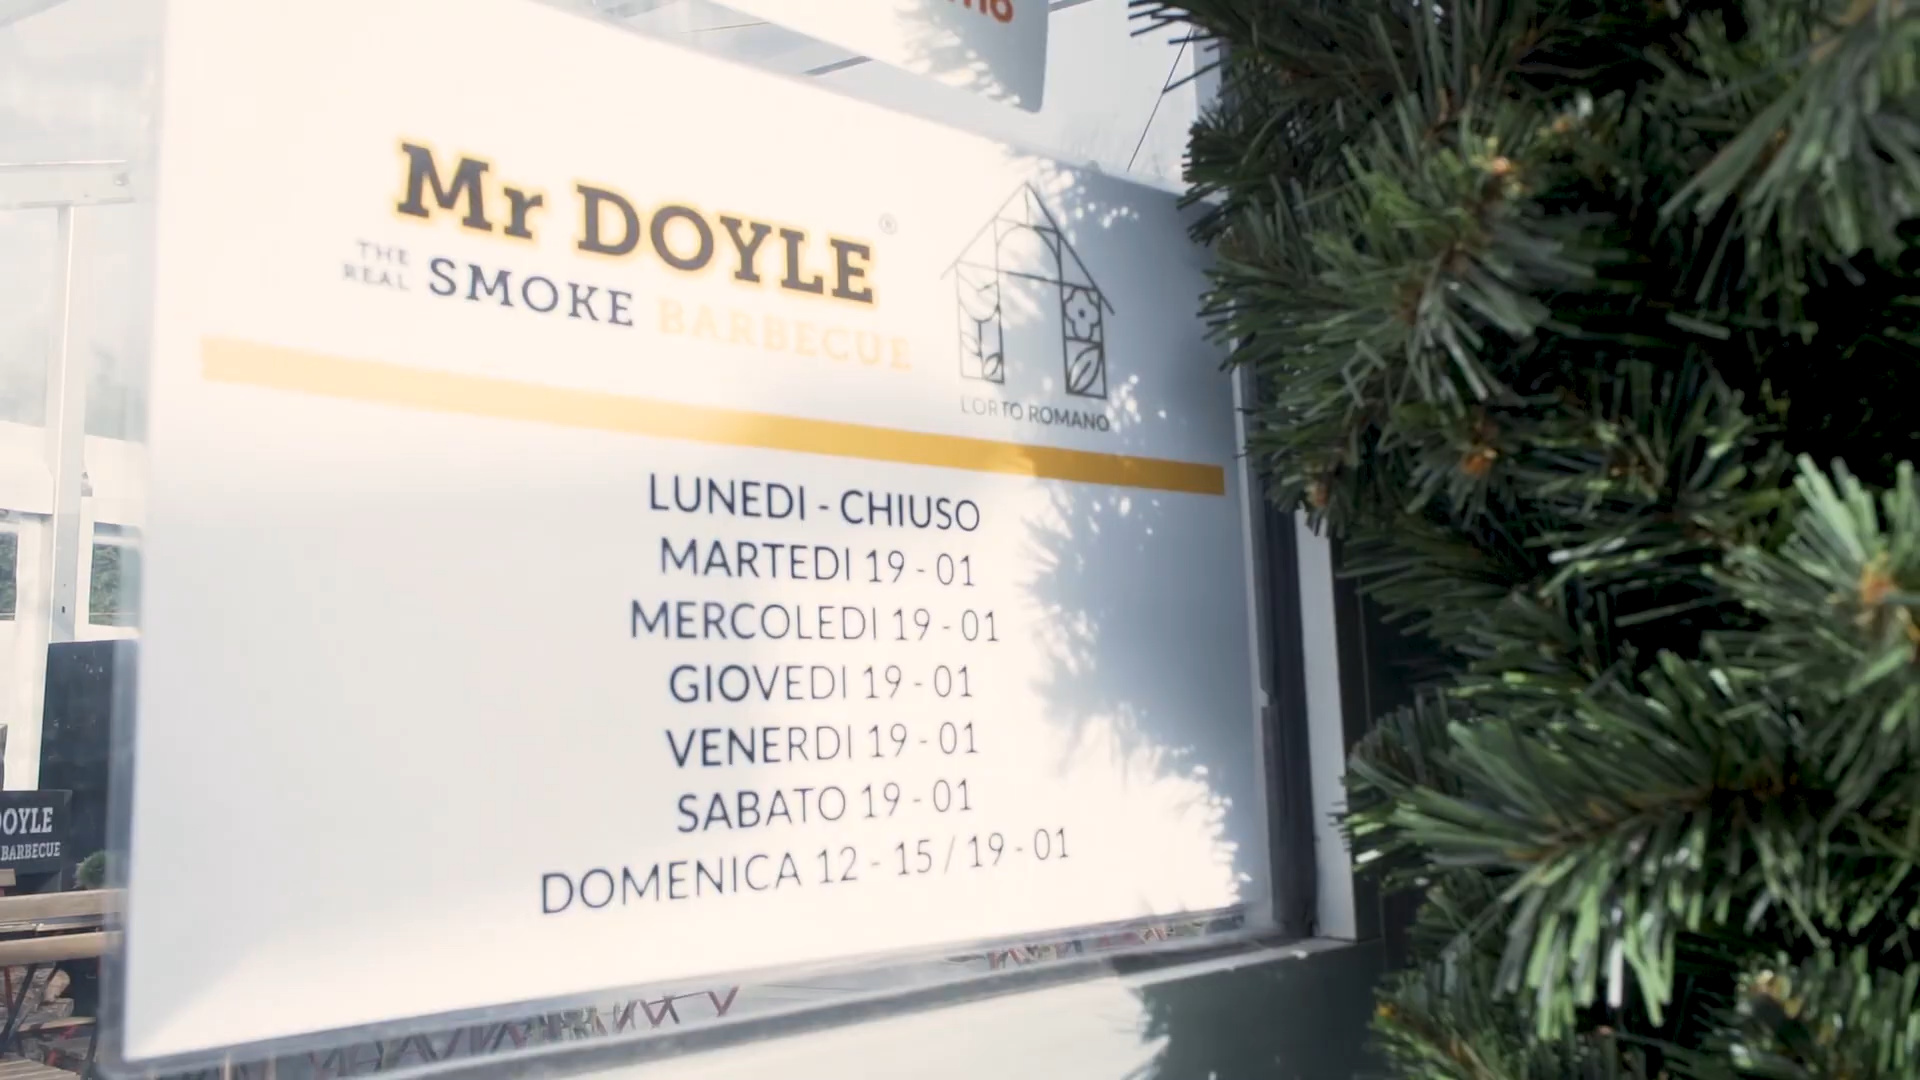 Mr DOYLE ®
THE REAL SMOKE BARBECUE
L'ORTO ROMANO
LUNEDI - CHIUSO
MARTEDI 19 - 01
MERCOLEDI 19 - 01
GIOVEDI 19 - 01
VENERDI 19 - 01
SABATO 19 - 01
DOMENICA 12 - 15 / 19 - 01
OYLE
BARBECUE